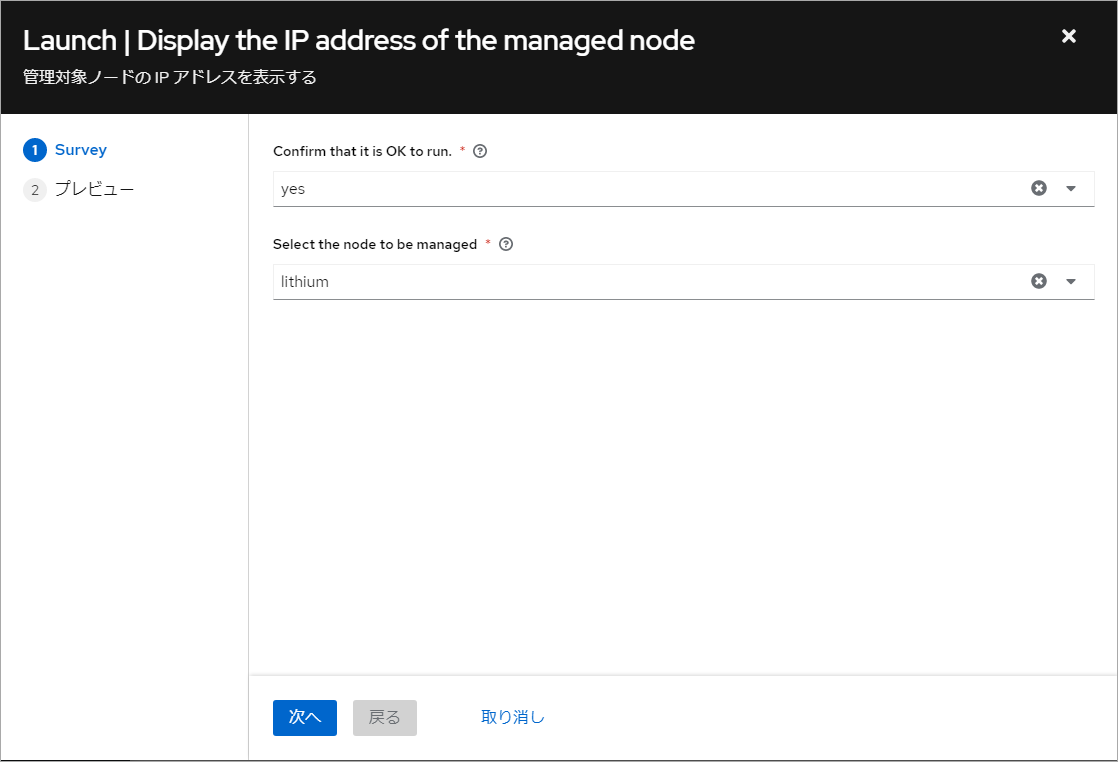 Launch | Display the IP address of the managed node
管理対象ノードの IP アドレスを表示する
1 Survey
2 プレビュー
Confirm that it is OK to run. *
yes
Select the node to be managed *
lithium
次へ 戻る 取り消し